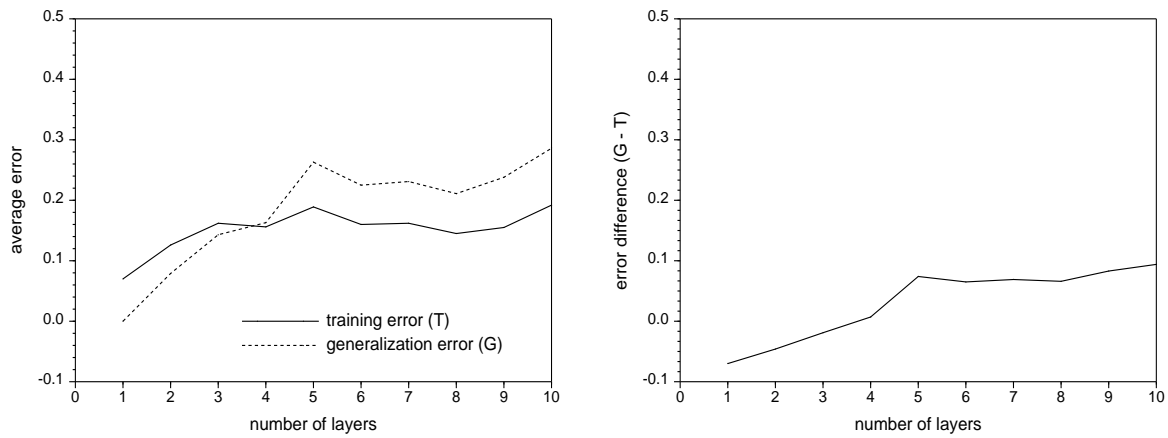 0.5
0.4
0.3
0.2
0.1
0.0
-0.1
average error
training error (T)
generalization error (G)
0 1 2 3 4 5 6 7 8 9 10
number of layers
0.5
0.4
0.3
0.2
0.1
0.0
-0.1
error difference (G - T)
0 1 2 3 4 5 6 7 8 9 10
number of layers